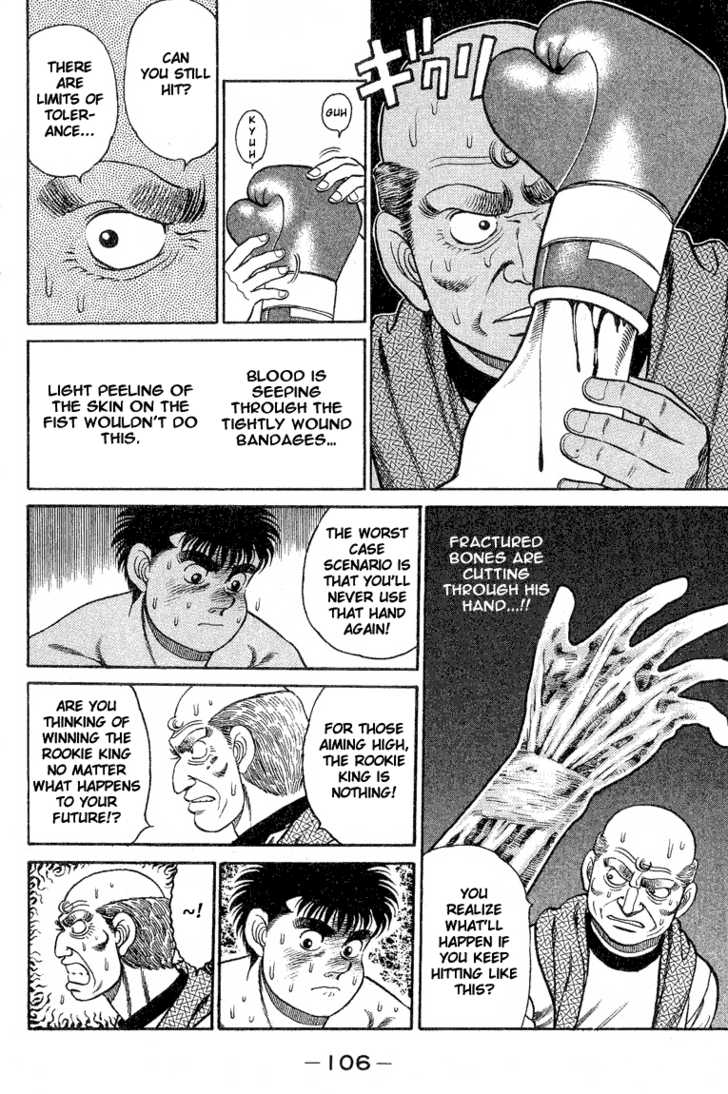 ギクリ
GUH
KYUH
CAN
YOU STILL
HIT?
THERE
ARE
LIMITS OF
TOLER-
ANCE...
BLOOD IS
SEEPING
THROUGH THE
TIGHTLY WOUND
BANDAGES...
LIGHT PEELING OF
THE SKIN ON THE
FIST WOULDN'T DO
THIS.
FRACTURED
BONES ARE
CUTTING
THROUGH HIS
HAND...!!
YOU
REALIZE
WHAT'LL
HAPPEN IF
YOU KEEP
HITTING LIKE
THIS?
THE WORST
CASE
SCENARIO IS
THAT YOU'LL
NEVER USE
THAT HAND
AGAIN!
FOR THOSE
AIMING HIGH,
THE ROOKIE
KING IS
NOTHING!
ARE YOU
THINKING OF
WINNING THE
ROOKIE KING
NO MATTER
WHAT HAPPENS
TO YOUR
FUTURE!?
~!
— 106 —